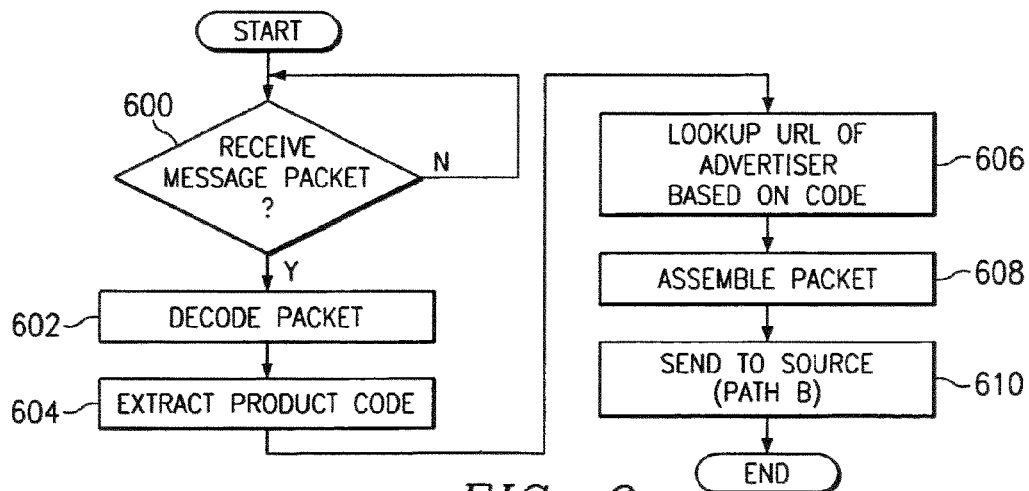 START
600
RECEIVE
MESSAGE PACKET
?
N
Y
602
DECODE PACKET
604
EXTRACT PRODUCT CODE
LOOKUP URL OF
ADVERTISER
BASED ON CODE
606
ASSEMBLE PACKET
608
SEND TO SOURCE
(PATH B)
610
END